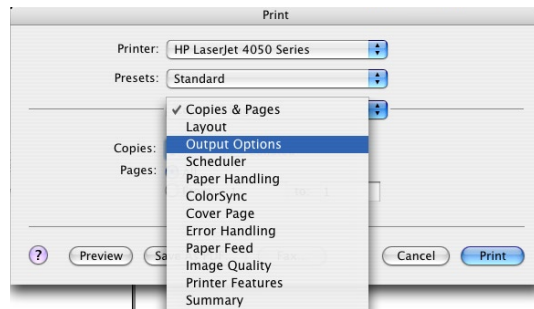 Print
Printer: HP LaserJet 4050 Series
Presets: Standard
✓ Copies & Pages
Layout
Output Options
Copies:
Scheduler
Pages:
Paper Handling
ColorSync
Cover Page
Error Handling
Paper Feed
Image Quality
Printer Features
Summary
? Preview Sa Cancel Print